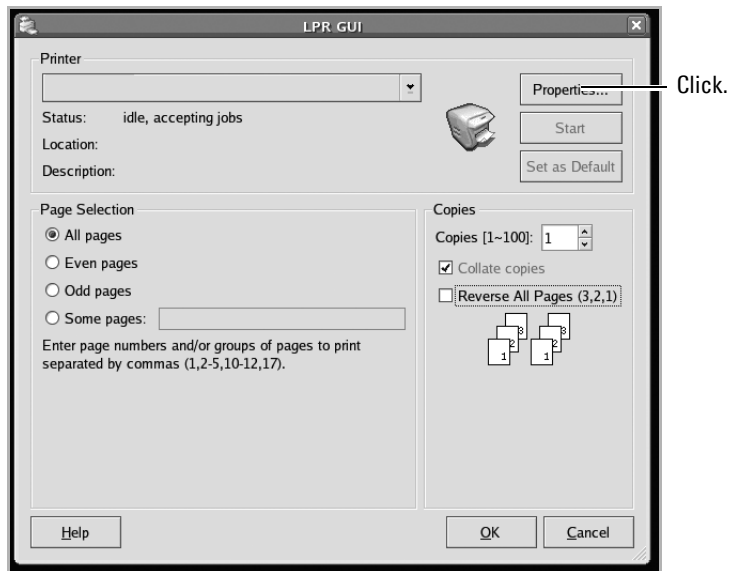 LPR GUI
Printer
Properties...
Click.
Status: idle, accepting jobs
Start
Location:
Set as Default
Description:
Page Selection
All pages
Even pages
Odd pages
Some pages:
Enter page numbers and/or groups of pages to print
separated by commas (1,2-5,10-12,17).
Copies
Copies [1~100]: 1
Collate copies
Reverse All Pages (3,2,1)
3 3
2 2
1 1
Help
OK
Cancel